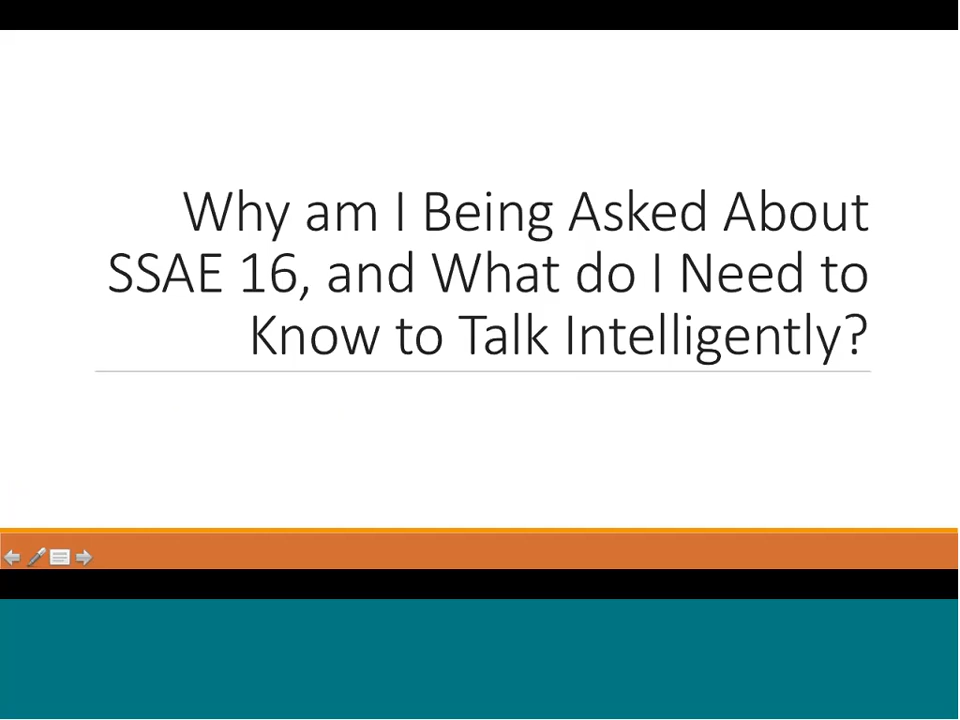 Why am I Being Asked About
SSAE 16, and What do I Need to
Know to Talk Intelligently?